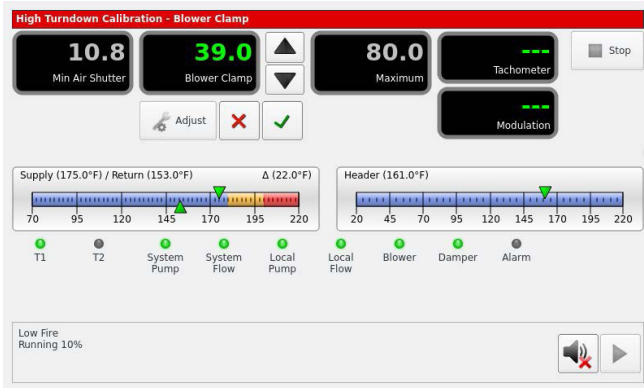 High Turndown Calibration - Blower Clamp
10.8
Min Air Shutter
39.0
Blower Clamp
80.0
Maximum
---
Tachometer
Stop
---
Modulation
Adjust
Supply (175.0°F) / Return (153.0°F) Δ (22.0°F)
70 95 120 145 170 195 220
Header (161.0°F)
20 45 70 95 120 145 170 195 220
T1 T2 System Pump System Flow Local Pump Local Flow Blower Damper Alarm
Low Fire
Running 10%